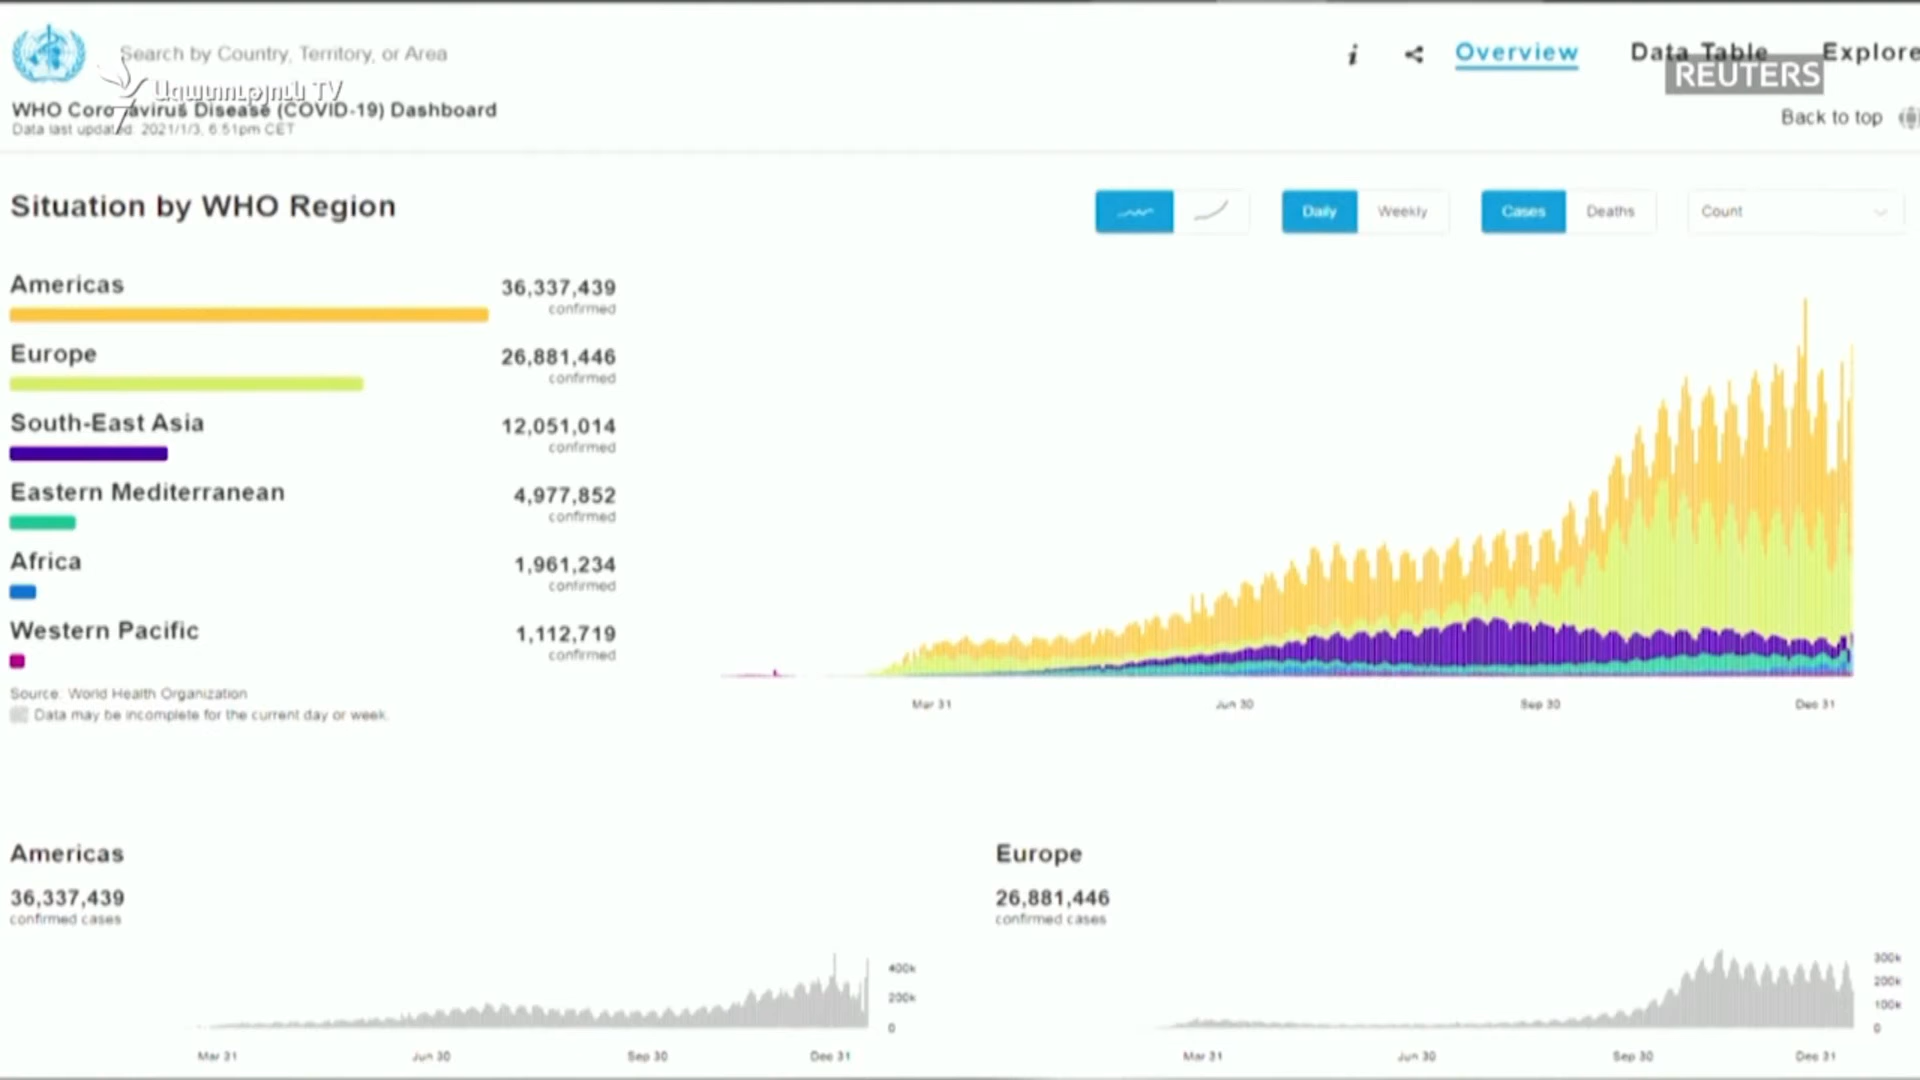 Search by Country, Territory, or Area
Overview
Data Table
Explore
REUTERS
Ազատություն TV
WHO Coronavirus Disease (COVID-19) Dashboard
Data last updated: 2021/1/3, 6:51pm CET
Back to top
Situation by WHO Region
Daily
Weekly
Cases
Deaths
Count
Americas
36,337,439
confirmed
Europe
26,881,446
confirmed
South-East Asia
12,051,014
confirmed
Eastern Mediterranean
4,977,852
confirmed
Africa
1,961,234
confirmed
Western Pacific
1,112,719
confirmed
Source: World Health Organization
Data may be incomplete for the current day or week.
Mar 31
Jun 30
Sep 30
Dec 31
Americas
36,337,439
confirmed cases
400k
200k
0
Mar 31
Jun 30
Sep 30
Dec 31
Europe
26,881,446
confirmed cases
300k
200k
100k
0
Mar 31
Jun 30
Sep 30
Dec 31